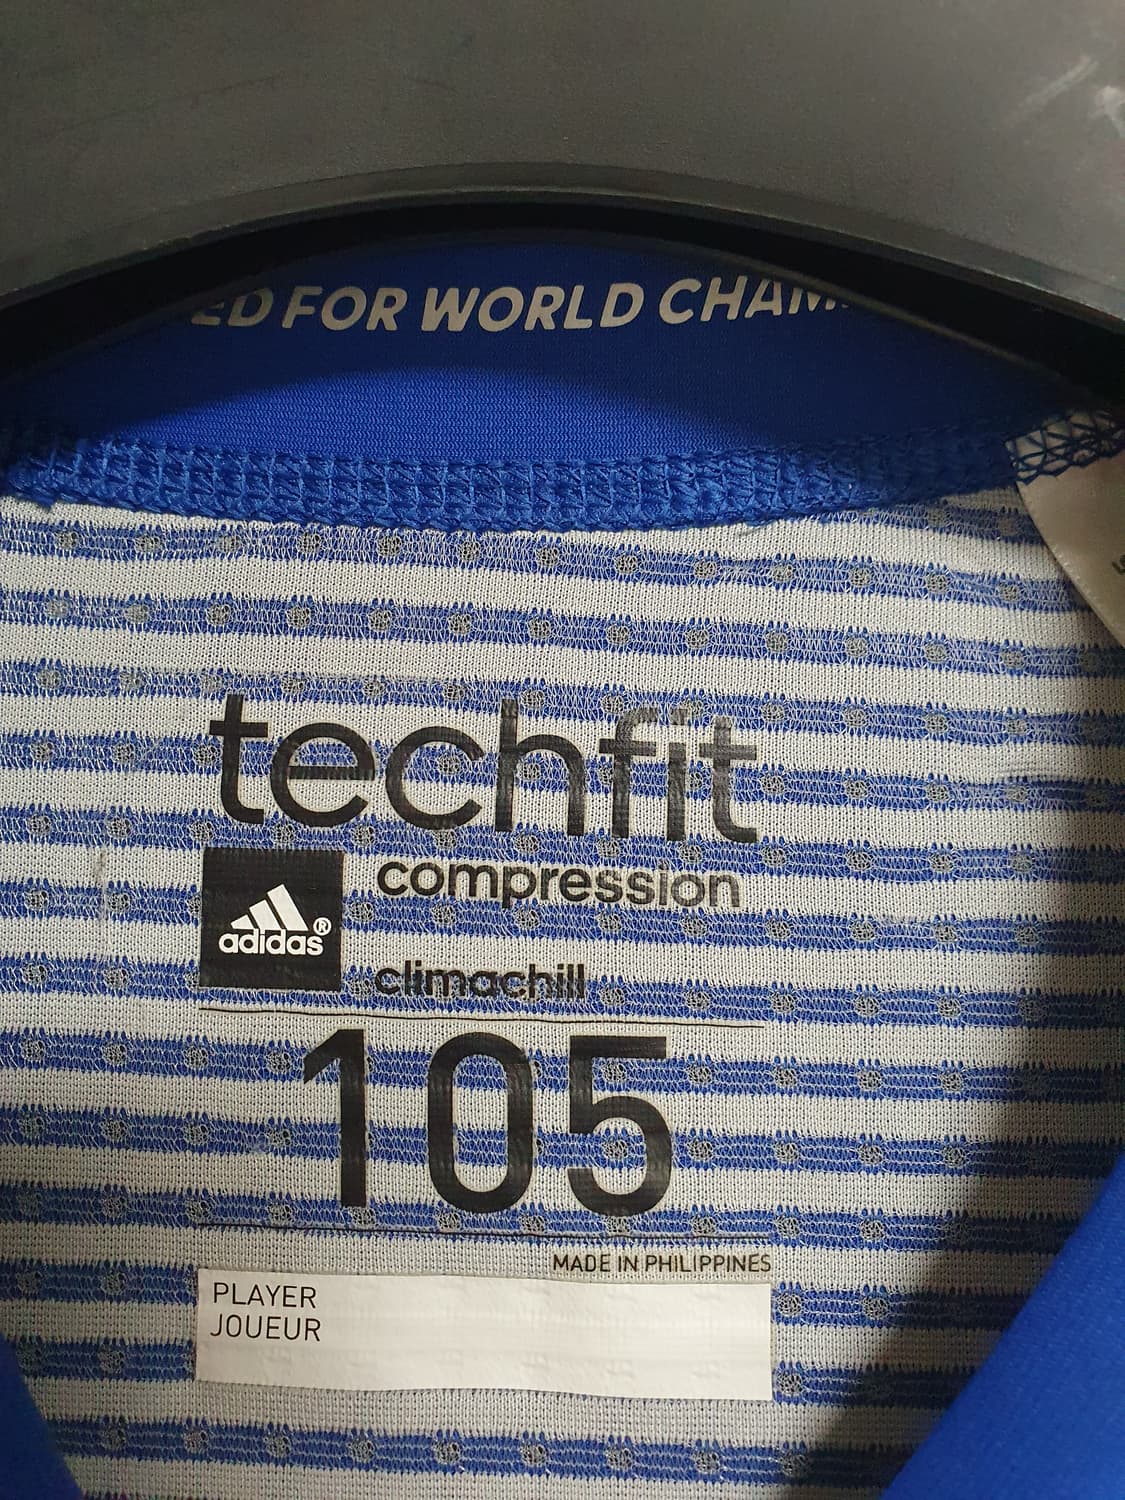 ED FOR WORLD CHAM
techfit
compression
adidas®
climachill
105
MADE IN PHILIPPINES
PLAYER
JOUEUR